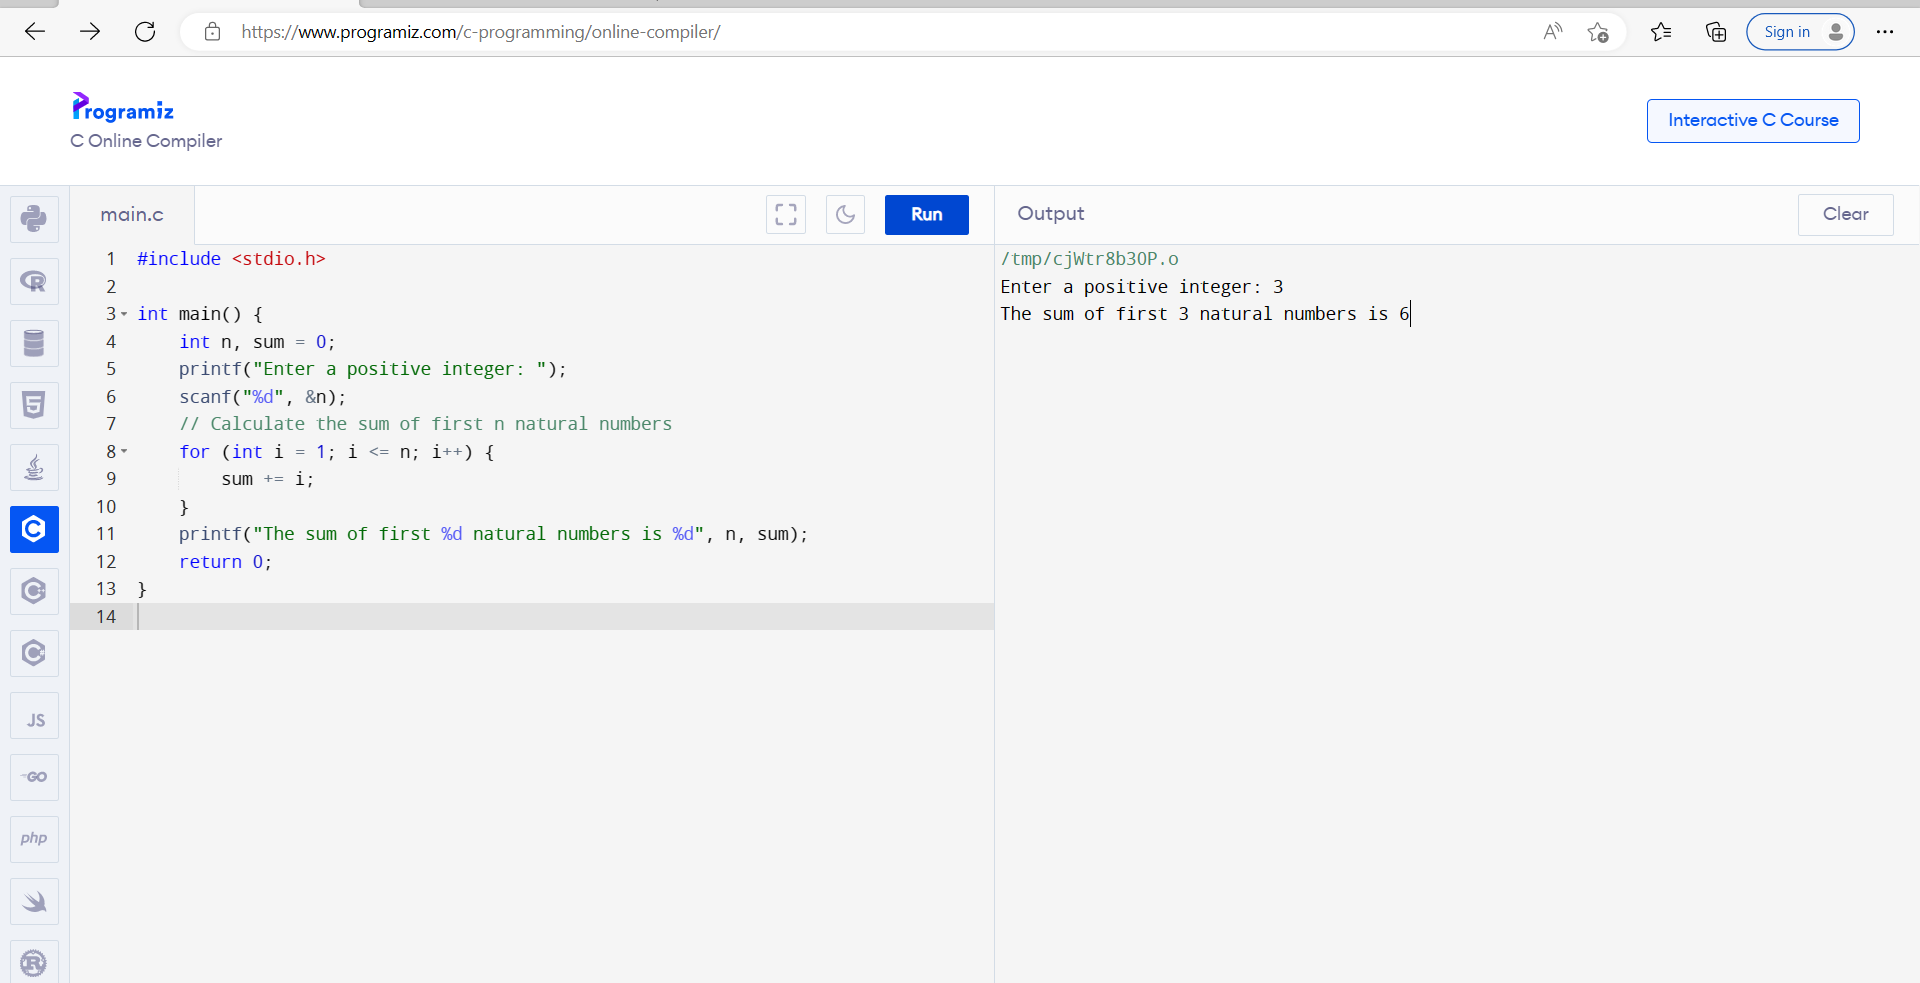 https://www.programiz.com/c-programming/online-compiler/
A
Sign in
Programiz
C Online Compiler
Interactive C Course
main.c
Run
Output
Clear
1 #include <stdio.h>
2
3 int main() {
4     int n, sum = 0;
5     printf("Enter a positive integer: ");
6     scanf("%d", &n);
7     // Calculate the sum of first n natural numbers
8     for (int i = 1; i <= n; i++) {
9         sum += i;
10     }
11     printf("The sum of first %d natural numbers is %d", n, sum);
12     return 0;
13 }
14
/tmp/cjWtr8b3OP.o
Enter a positive integer: 3
The sum of first 3 natural numbers is 6
R
5
C
C
C#
JS
GO
php
R